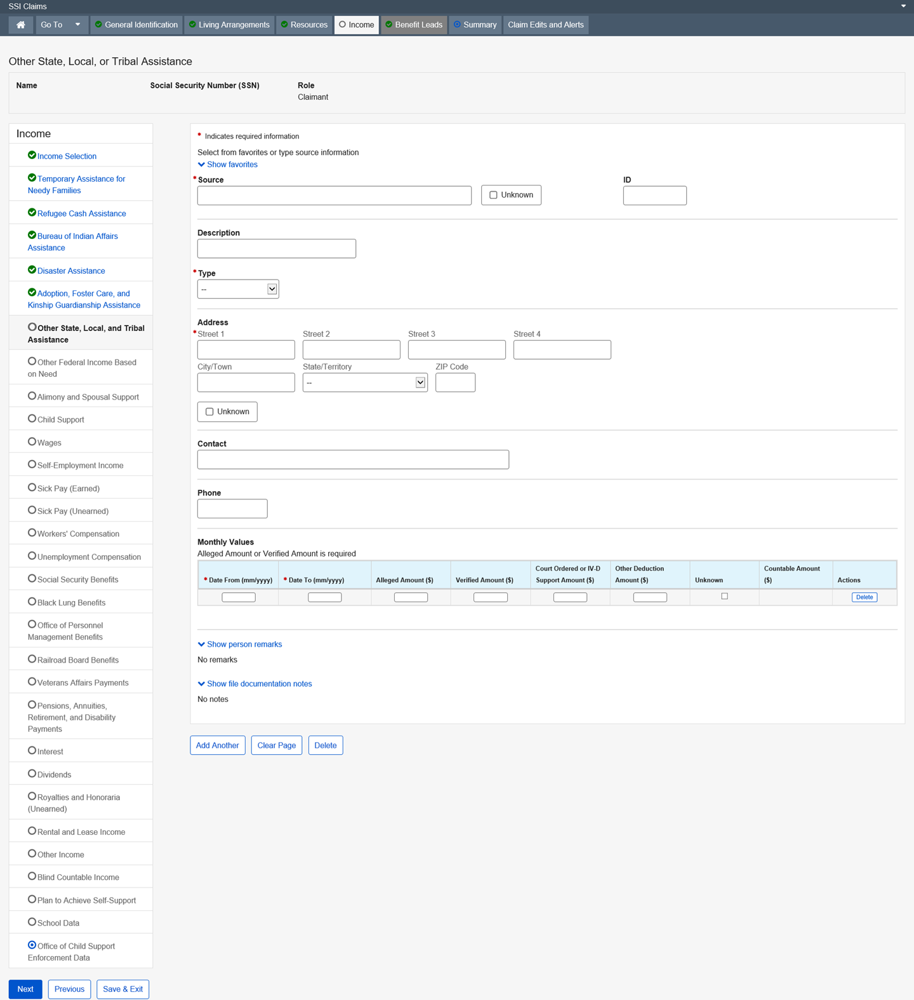 SSI Claims
Go To
General Identification
Living Arrangements
Resources
Income
Benefit Leads
Summary
Claim Edits and Alerts
Other State, Local, or Tribal Assistance
Name
Social Security Number (SSN)
Role
Claimant
Income
Income Selection
Temporary Assistance for
Needy Families
Refugee Cash Assistance
Bureau of Indian Affairs
Assistance
Disaster Assistance
Adoption, Foster Care, and
Kinship Guardianship Assistance
Other State, Local, and Tribal
Assistance
Other Federal Income Based
on Need
Alimony and Spousal Support
Child Support
Wages
Self-Employment Income
Sick Pay (Earned)
Sick Pay (Unearned)
Workers' Compensation
Unemployment Compensation
Social Security Benefits
Black Lung Benefits
Office of Personnel
Management Benefits
Railroad Board Benefits
Veterans Affairs Payments
Pensions, Annuities,
Retirement, and Disability
Payments
Interest
Dividends
Royalties and Honoraria
(Unearned)
Rental and Lease Income
Other Income
Blind Countable Income
Plan to Achieve Self-Support
School Data
Office of Child Support
Enforcement Data
* Indicates required information
Select from favorites or type source information
Show favorites
* Source
Unknown
ID
Description
* Type
--
Address
* Street 1
Street 2
Street 3
Street 4
City/Town
State/Territory
ZIP Code
--
Unknown
Contact
Phone
Monthly Values
Alleged Amount or Verified Amount is required
* Date From (mm/yyyy)
* Date To (mm/yyyy)
Alleged Amount ($)
Verified Amount ($)
Court Ordered or IV-D
Support Amount ($)
Other Deduction
Amount ($)
Unknown
Countable Amount
($)
Actions
Delete
Show person remarks
No remarks
Show file documentation notes
No notes
Add Another
Clear Page
Delete
Next
Previous
Save & Exit